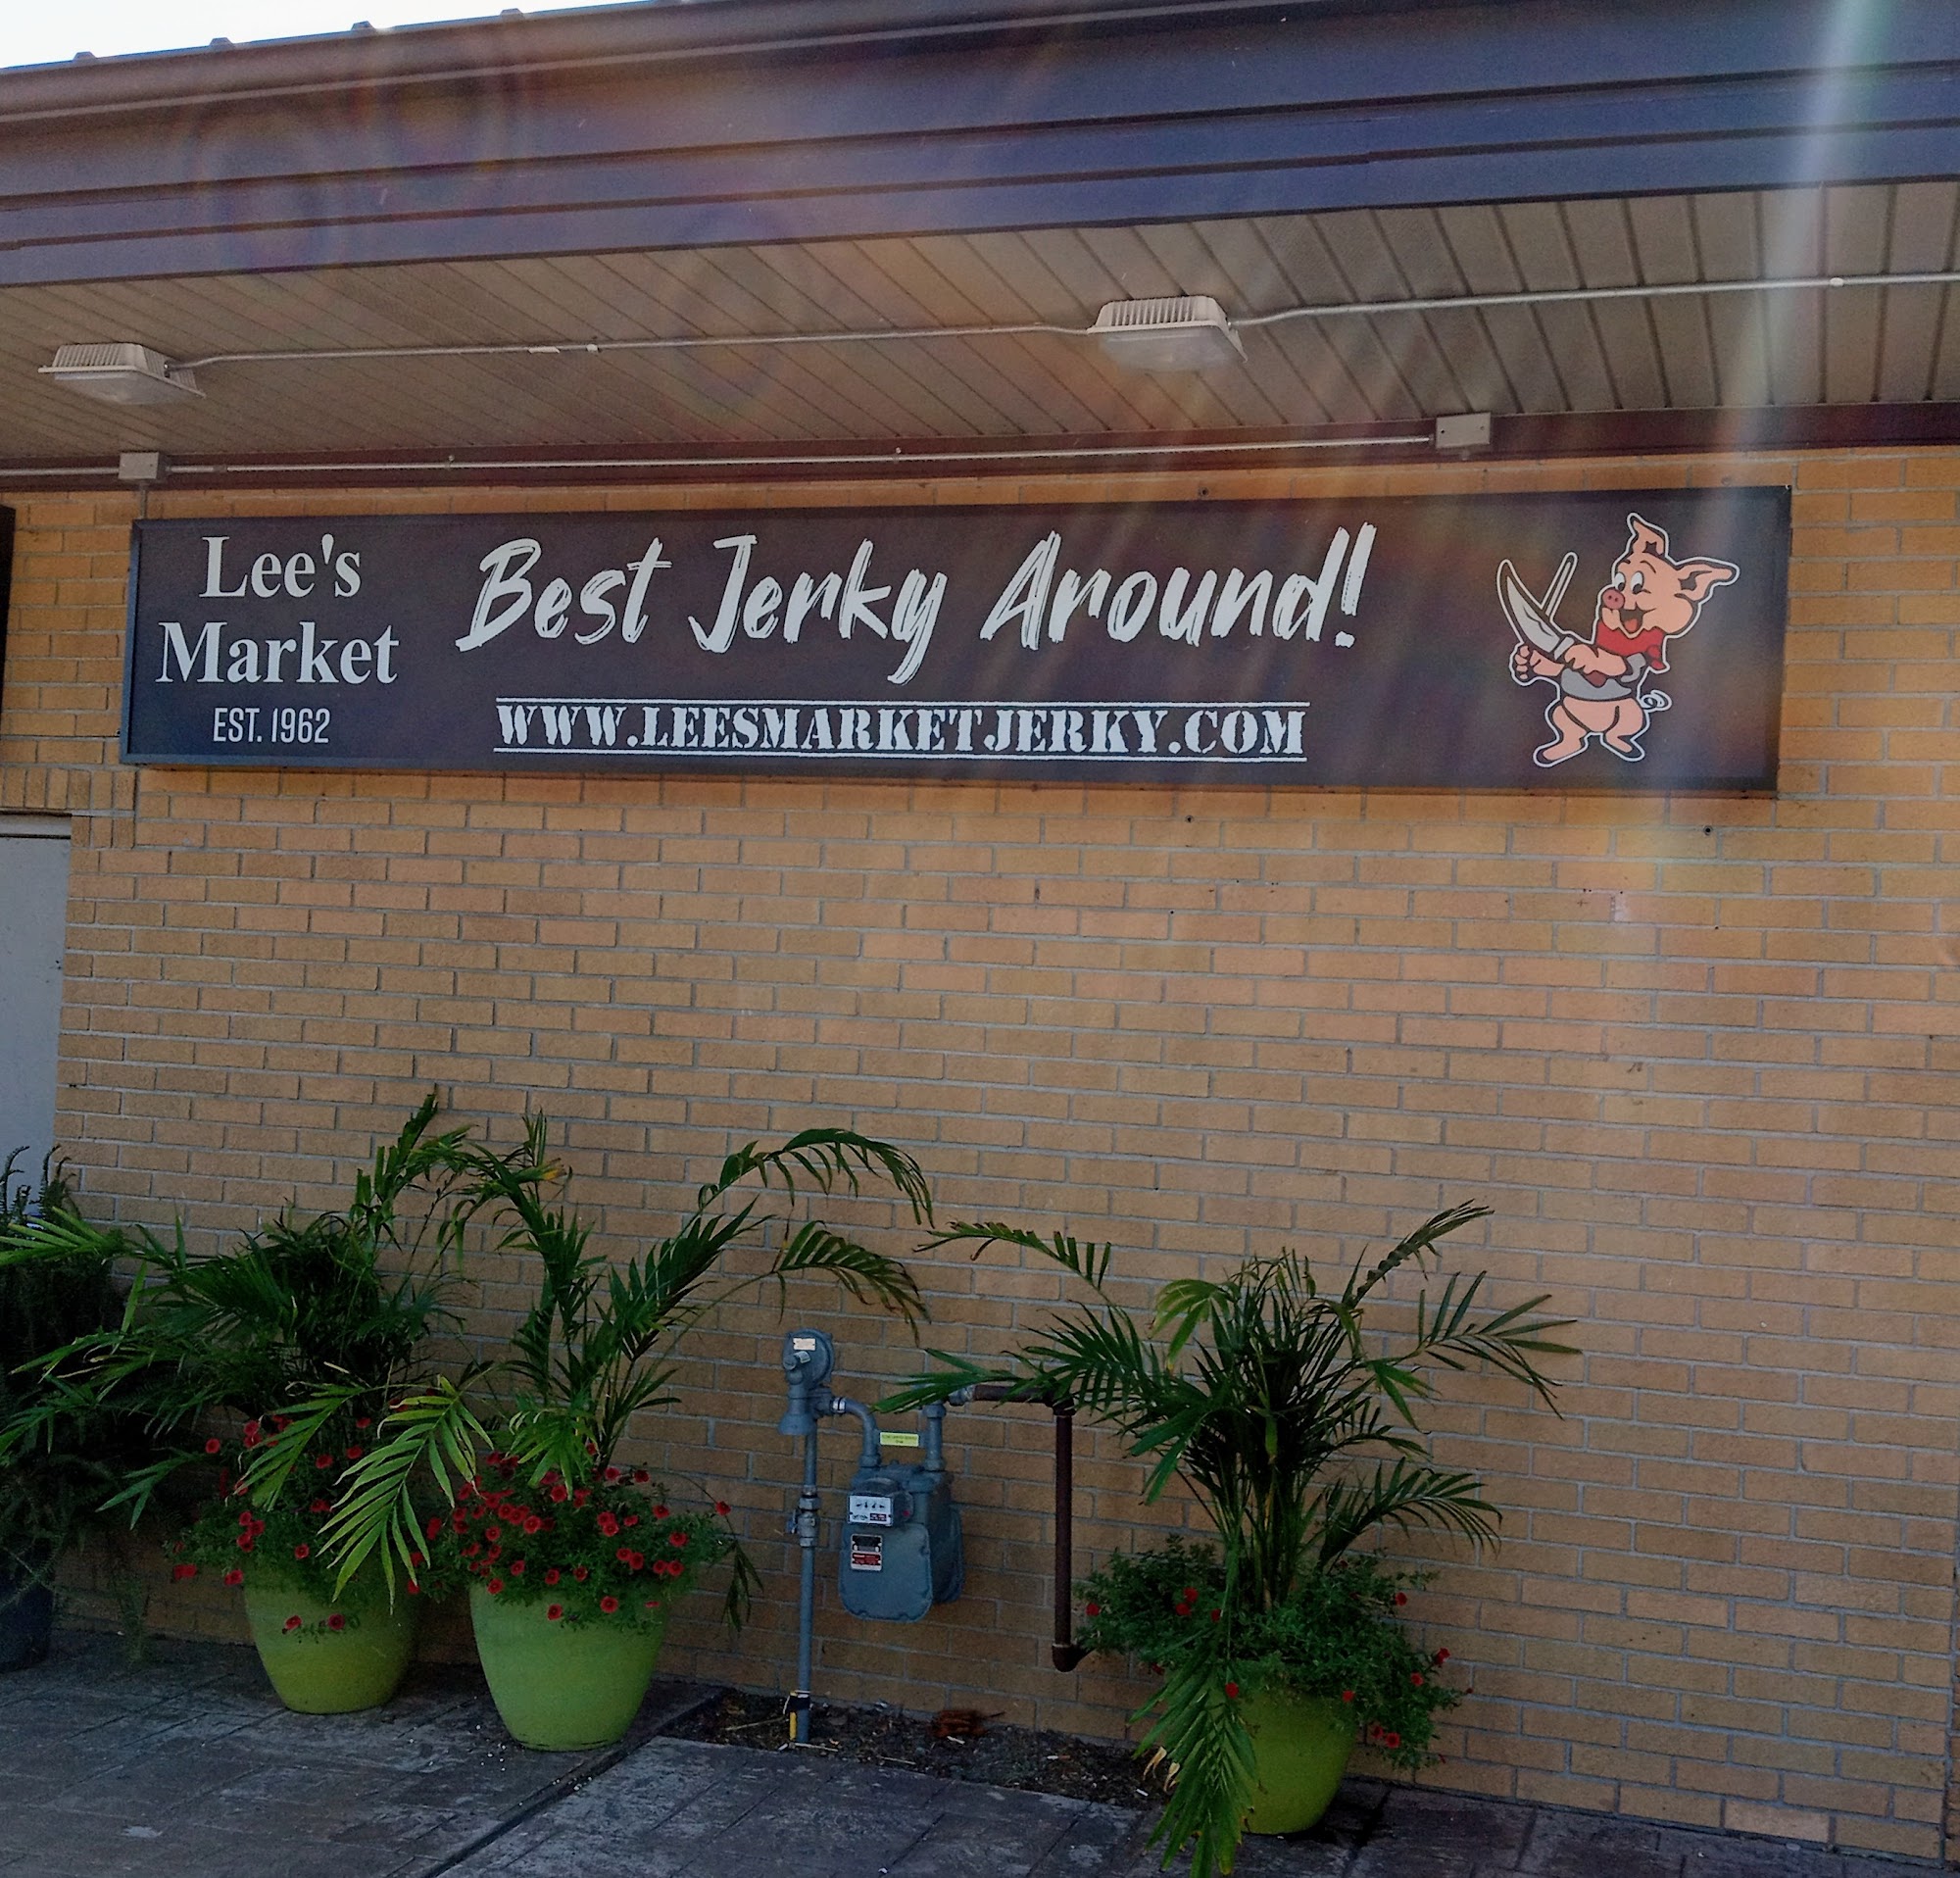 Lee's
Market
EST. 1962
Best Jerky Around!
WWW.LEESMARKETJERKY.COM